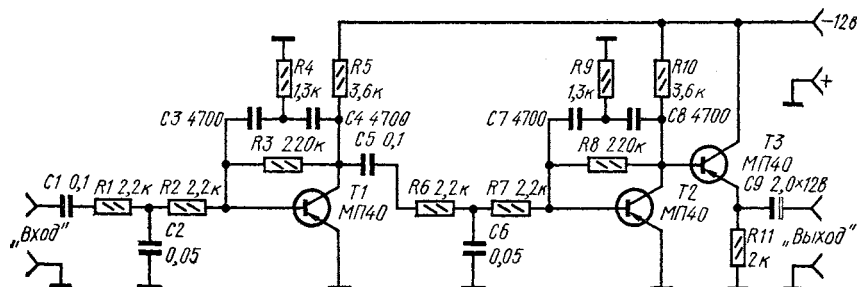 −12в
R4 R5 R9 R10
1,3к 3,6к 1,3к 3,6к
+
C3 4700 C4 4700 C7 4700 C8 4700
R3 220к C5 0,1 R8 220к T3
МП40
C1 0,1 R1 2,2к R2 2,2к T1 R6 2,2к R7 2,2к T2 C9 2,0×12В
МП40 МП40
„Вход" C2 C6 R11 „Выход"
0,05 0,05 2к